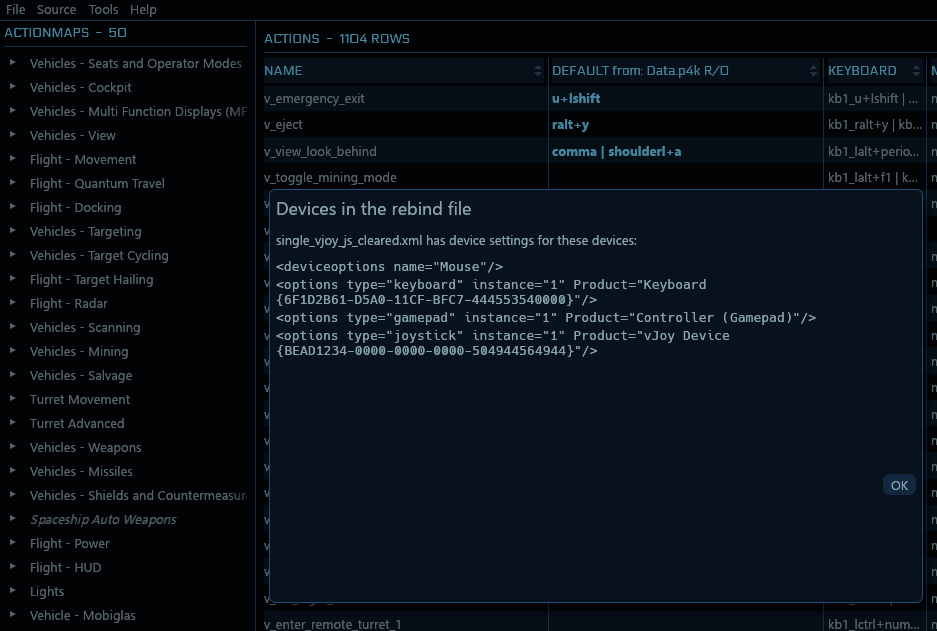 File Source Tools Help
ACTIONMAPS - 50
Vehicles - Seats and Operator Modes
Vehicles - Cockpit
Vehicles - Multi Function Displays (MF
Vehicles - View
Flight - Movement
Flight - Quantum Travel
Flight - Docking
Vehicles - Targeting
Vehicles - Target Cycling
Flight - Target Hailing
Flight - Radar
Vehicles - Scanning
Vehicles - Mining
Vehicles - Salvage
Turret Movement
Turret Advanced
Vehicles - Weapons
Vehicles - Missiles
Vehicles - Shields and Countermeasur
Spaceship Auto Weapons
Flight - Power
Flight - HUD
Lights
Vehicle - Mobiglas
ACTIONS - 1104 ROWS
NAME DEFAULT from: Data.p4k R/O KEYBOARD
v_emergency_exit u+lshift kb1_u+lshift | ...
v_eject ralt+y kb1_ralt+y | kb...
v_view_look_behind comma | shoulderl+a kb1_lalt+perio...
v_toggle_mining_mode kb1_lalt+f1 | k...
Devices in the rebind file
single_vjoy_js_cleared.xml has device settings for these devices:
<deviceoptions name="Mouse"/>
<options type="keyboard" instance="1" Product="Keyboard
{6F1D2B61-D5A0-11CF-BFC7-444553540000}"/>
<options type="gamepad" instance="1" Product="Controller (Gamepad)"/>
<options type="joystick" instance="1" Product="vJoy Device
{BEAD1234-0000-0000-0000-504944564944}"/>
OK
v_enter_remote_turret_1 kb1_lctrl+num...